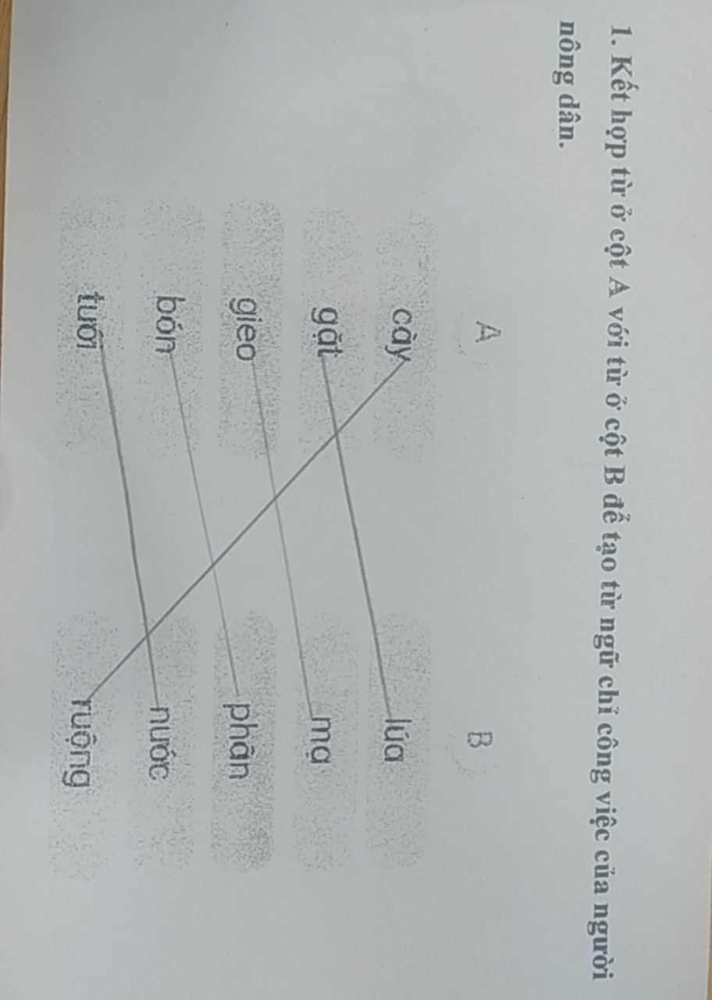 1. Kết hợp từ ở cột A với từ ở cột B để tạo từ ngữ chỉ công việc của người
nông dân.
A B
cày lúa
gặt mạ
gieo phân
bón nước
tưới ruộng